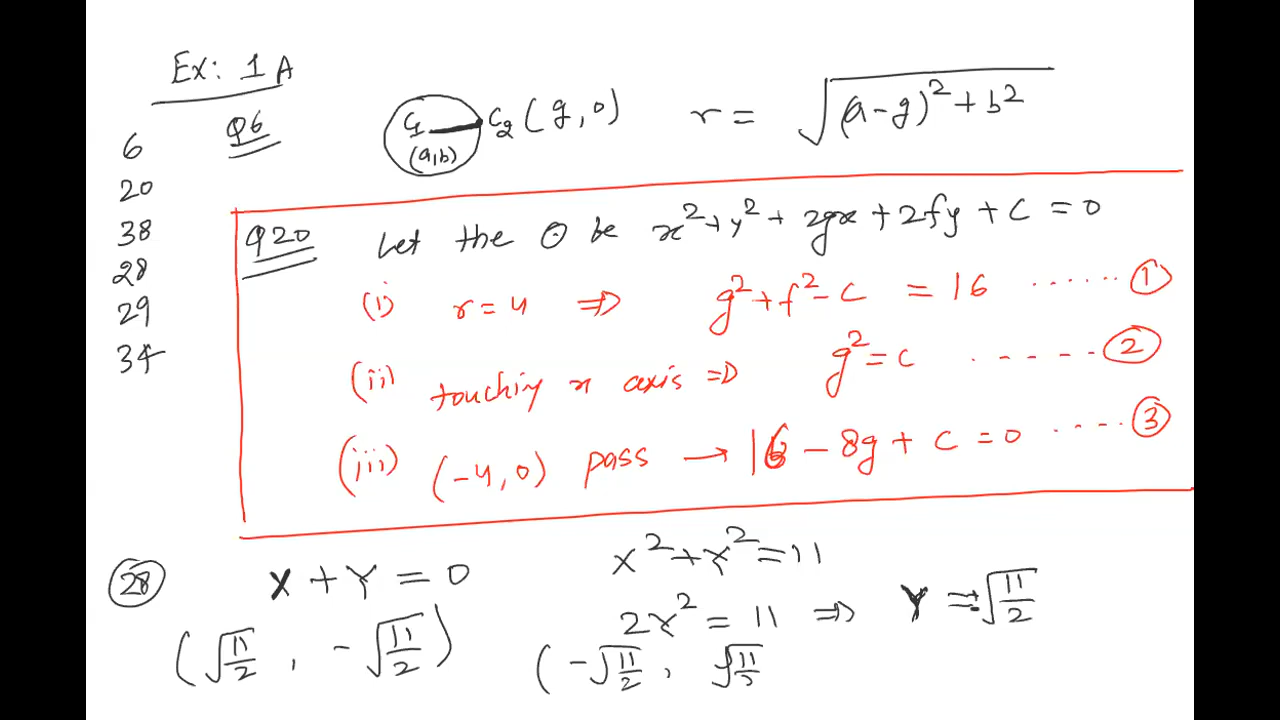 Ex: 1A
6
20
38
28
29
34
Q6
C₁ (a,b)
C₂ (g,0)
r = √((a-g)²+b²)
Q20 Let the ⊙ be x²+y²+2gx+2fy+c=0
(i) r=4 ⇒ g²+f²-c = 16 ...... ①
(ii) touching x axis ⇒ g²=c ...... ②
(iii) (-4,0) pass → 16-8g+c=0 ..... ③
28 X+Y=0 X²+Y²=11
2Y²=11 ⇒ Y=±√(11/2)
(√(11/2), -√(11/2)) (-√(11/2), √(11/2)